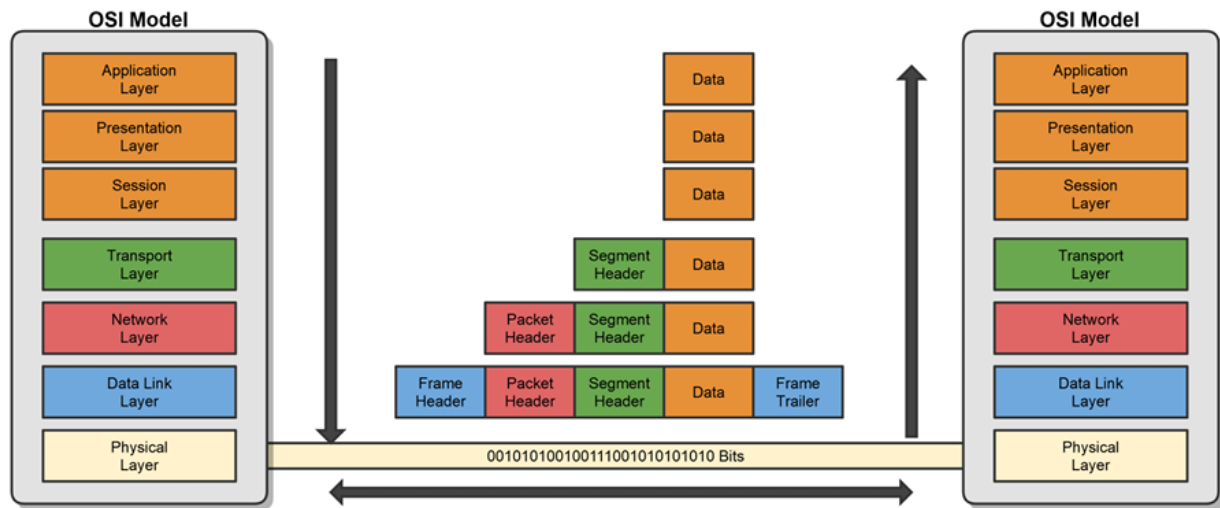 OSI Model
OSI Model
Application
Layer
Data
Application
Layer
Presentation
Layer
Data
Presentation
Layer
Session
Layer
Data
Session
Layer
Transport
Layer
Segment
Header
Data
Transport
Layer
Network
Layer
Packet
Header
Segment
Header
Data
Network
Layer
Data Link
Layer
Frame
Header
Packet
Header
Segment
Header
Data
Frame
Trailer
Data Link
Layer
Physical
Layer
001010100100111001010101010 Bits
Physical
Layer